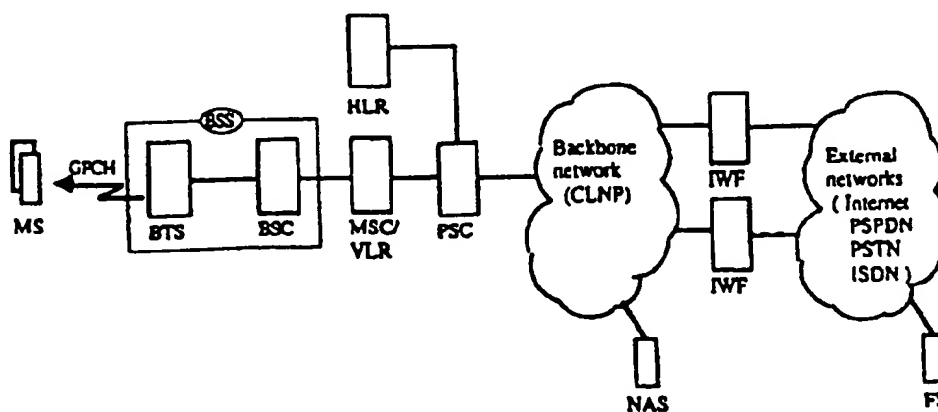 HLR
BSS
GPCH
MS
BTS
BSC
MSC/
VLR
PSC
Backbone
network
(CLNP)
IWF
IWF
External
networks
( Internet
PSPDN
PSTN
ISDN )
NAS